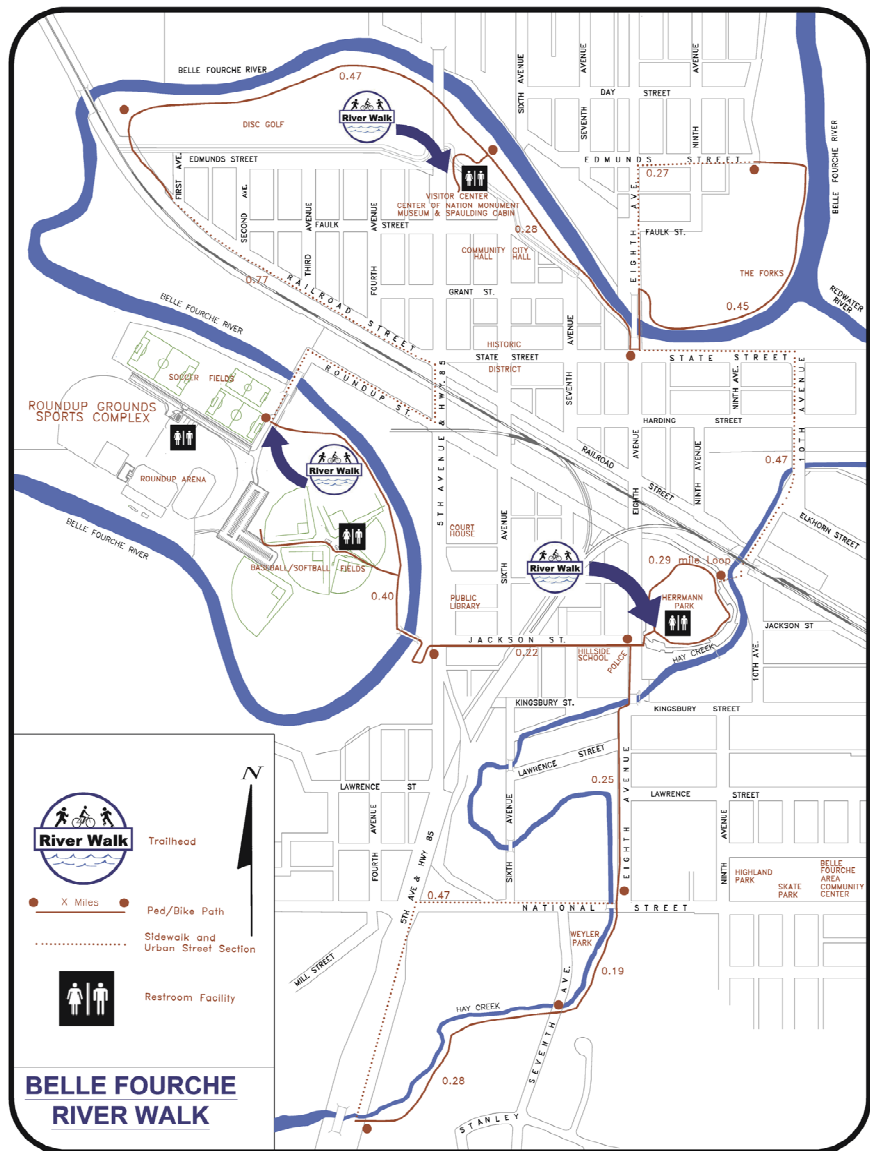 BELLE FOURCHE RIVER
0.47
River Walk
DISC GOLF
SIXTH
AVENUE
SEVENTH
AVENUE
DAY STREET
NINTH
AVENUE
BELLE FOURCHE RIVER
EDMUNDS STREET
EDMUNDS STREET
0.27
FIRST AVE.
SECOND AVE.
THIRD
AVENUE
FOURTH
AVENUE
FAULK STREET
VISITOR CENTER
CENTER OF NATION MONUMENT
MUSEUM & SPAULDING CABIN
0.28
COMMUNITY
HALL
CITY
HALL
EIGHTH AVE.
FAULK ST.
THE FORKS
0.45
REDWATER
RIVER
0.77
RAILROAD STREET
GRANT ST.
BELLE FOURCHE RIVER
HISTORIC
STATE STREET
DISTRICT
SEVENTH
AVENUE
STATE STREET
ROUNDUP ST.
SOCCER FIELDS
ROUNDUP GROUNDS
SPORTS COMPLEX
5TH AVENUE & HWY.85
NINTH AVE.
10TH AVENUE
HARDING STREET
RAILROAD
STREET
EIGHTH
AVENUE
NINTH
AVENUE
0.47
River Walk
ROUNDUP ARENA
BELLE FOURCHE
RIVER
COURT
HOUSE
SIXTH
AVENUE
ELKHORN STREET
River Walk
0.29 mile Loop
BASEBALL/SOFTBALL FIELDS
0.40
PUBLIC
LIBRARY
HERRMANN
PARK
JACKSON ST
JACKSON ST.
0.22
HILLSIDE
SCHOOL
POLICE
HAY CREEK
10TH AVE.
KINGSBURY ST.
KINGSBURY STREET
LAWRENCE STREET
0.25
LAWRENCE ST
LAWRENCE STREET
FOURTH
AVENUE
5TH AVE & HWY 85
SIXTH
AVENUE
EIGHTH AVENUE
NINTH
AVENUE
HIGHLAND
PARK
SKATE
PARK
BELLE
FOURCHE
AREA
COMMUNITY
CENTER
0.47
NATIONAL STREET
WEYLER
PARK
0.19
MILL STREET
HAY CREEK
SEVENTH AVE.
0.28
STANLEY
N
River Walk
Trailhead
X Miles
Ped/Bike Path
Sidewalk and
Urban Street Section
Restroom Facility
BELLE FOURCHE
RIVER WALK